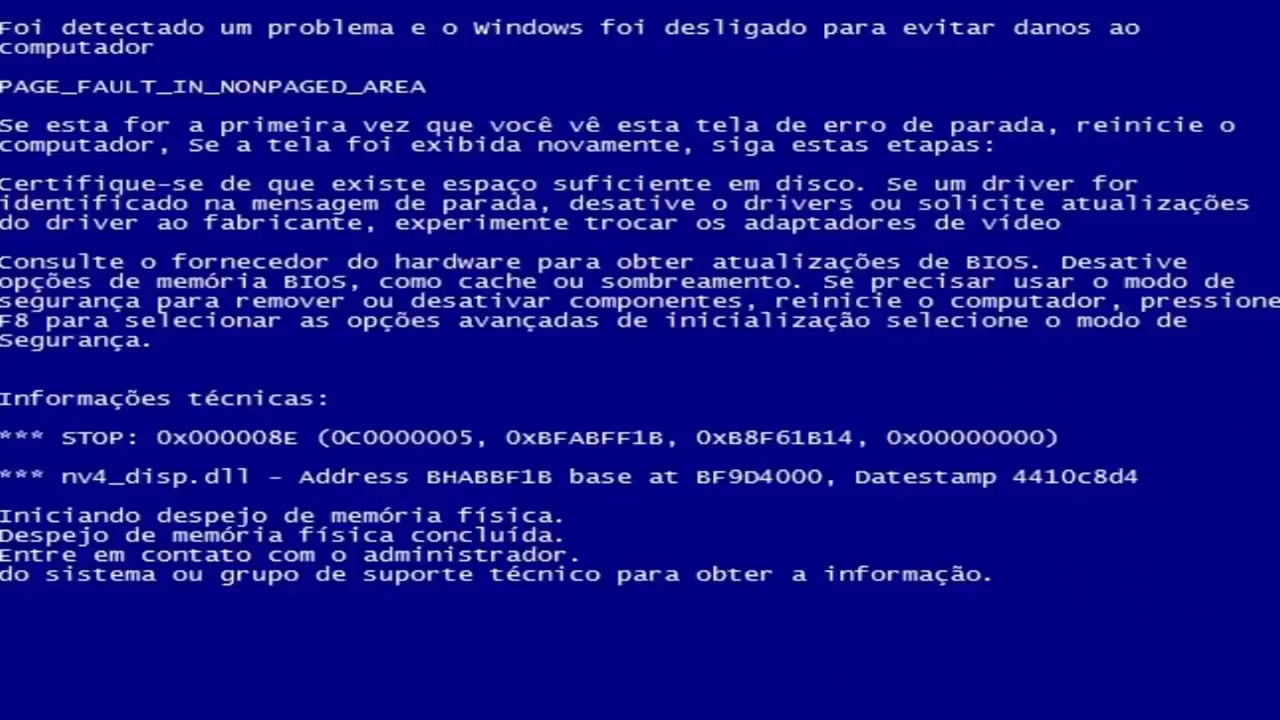 Foi detectado um problema e o Windows foi desligado para evitar danos ao
computador
PAGE_FAULT_IN_NONPAGED_AREA
Se esta for a primeira vez que você vê esta tela de erro de parada, reinicie o
computador, Se a tela foi exibida novamente, siga estas etapas:
Certifique-se de que existe espaço suficiente em disco. Se um driver for
identificado na mensagem de parada, desative o drivers ou solicite atualizações
do driver ao fabricante, experimente trocar os adaptadores de vídeo
Consulte o fornecedor do hardware para obter atualizações de BIOS. Desative
opções de memória BIOS, como cache ou sombreamento. Se precisar usar o modo de
segurança para remover ou desativar componentes, reinicie o computador, pressione
F8 para selecionar as opções avançadas de inicialização selecione o modo de
Segurança.
Informações técnicas:
*** STOP: 0x000008E (0C0000005, 0xBFABFF1B, 0xB8F61B14, 0x00000000)
*** nv4_disp.dll – Address BHABBF1B base at BF9D4000, Datestamp 4410c8d4
Iniciando despejo de memória física.
Despejo de memória física concluída.
Entre em contato com o administrador.
do sistema ou grupo de suporte técnico para obter a informação.